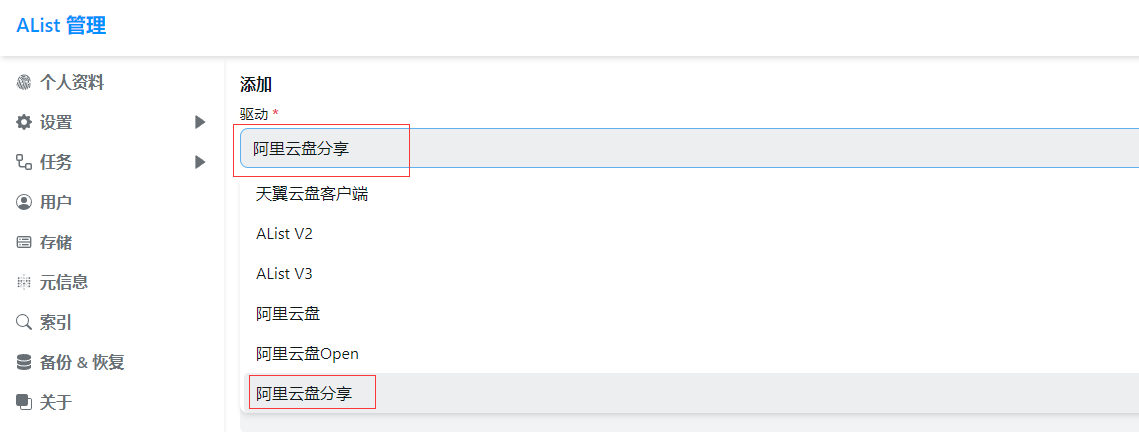 AList 管理
个人资料
设置
任务
用户
存储
元信息
索引
备份 & 恢复
关于
添加
驱动 *
阿里云盘分享
天翼云盘客户端
AList V2
AList V3
阿里云盘
阿里云盘Open
阿里云盘分享